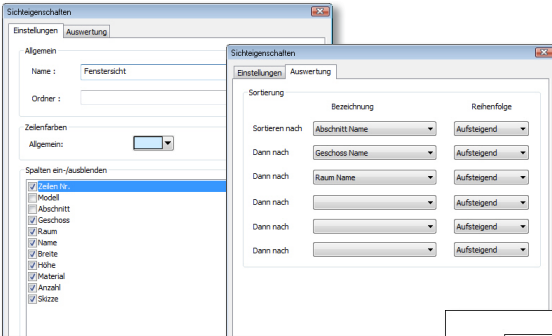 Sichteigenschaften
Einstellungen Auswertung
Allgemein
Name : Fenstersicht
Ordner :
Zeilenfarben
Allgemein:
Spalten ein-/ausblenden
Zeilen Nr.
Modell
Abschnitt
Geschoss
Raum
Name
Breite
Höhe
Material
Anzahl
Skizze
Sichteigenschaften
Einstellungen Auswertung
Sortierung
Bezeichnung Reihenfolge
Sortieren nach Abschnitt Name Aufsteigend
Dann nach Geschoss Name Aufsteigend
Dann nach Raum Name Aufsteigend
Dann nach Aufsteigend
Dann nach Aufsteigend
Dann nach Aufsteigend